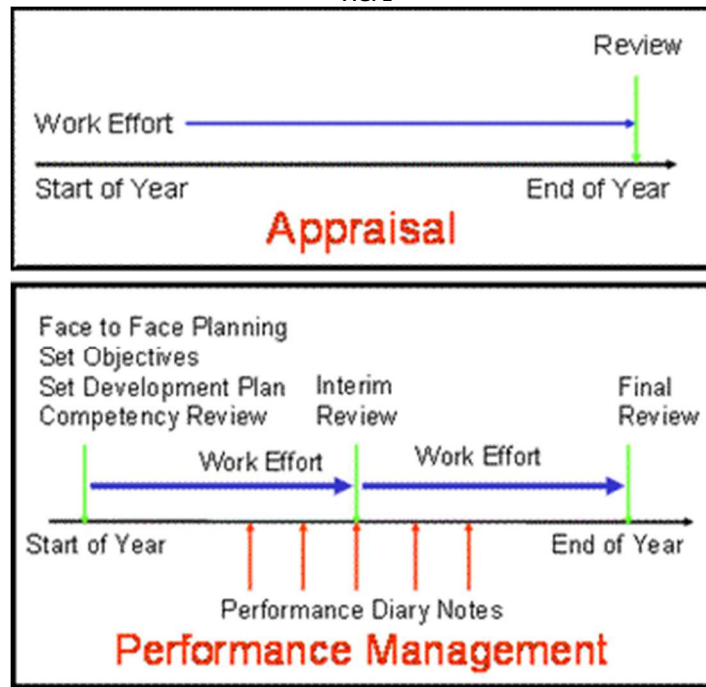 Review
Work Effort
Start of Year
End of Year
Appraisal
Face to Face Planning
Set Objectives
Set Development Plan
Competency Review
Interim
Review
Final
Review
Work Effort
Work Effort
Start of Year
End of Year
Performance Diary Notes
Performance Management